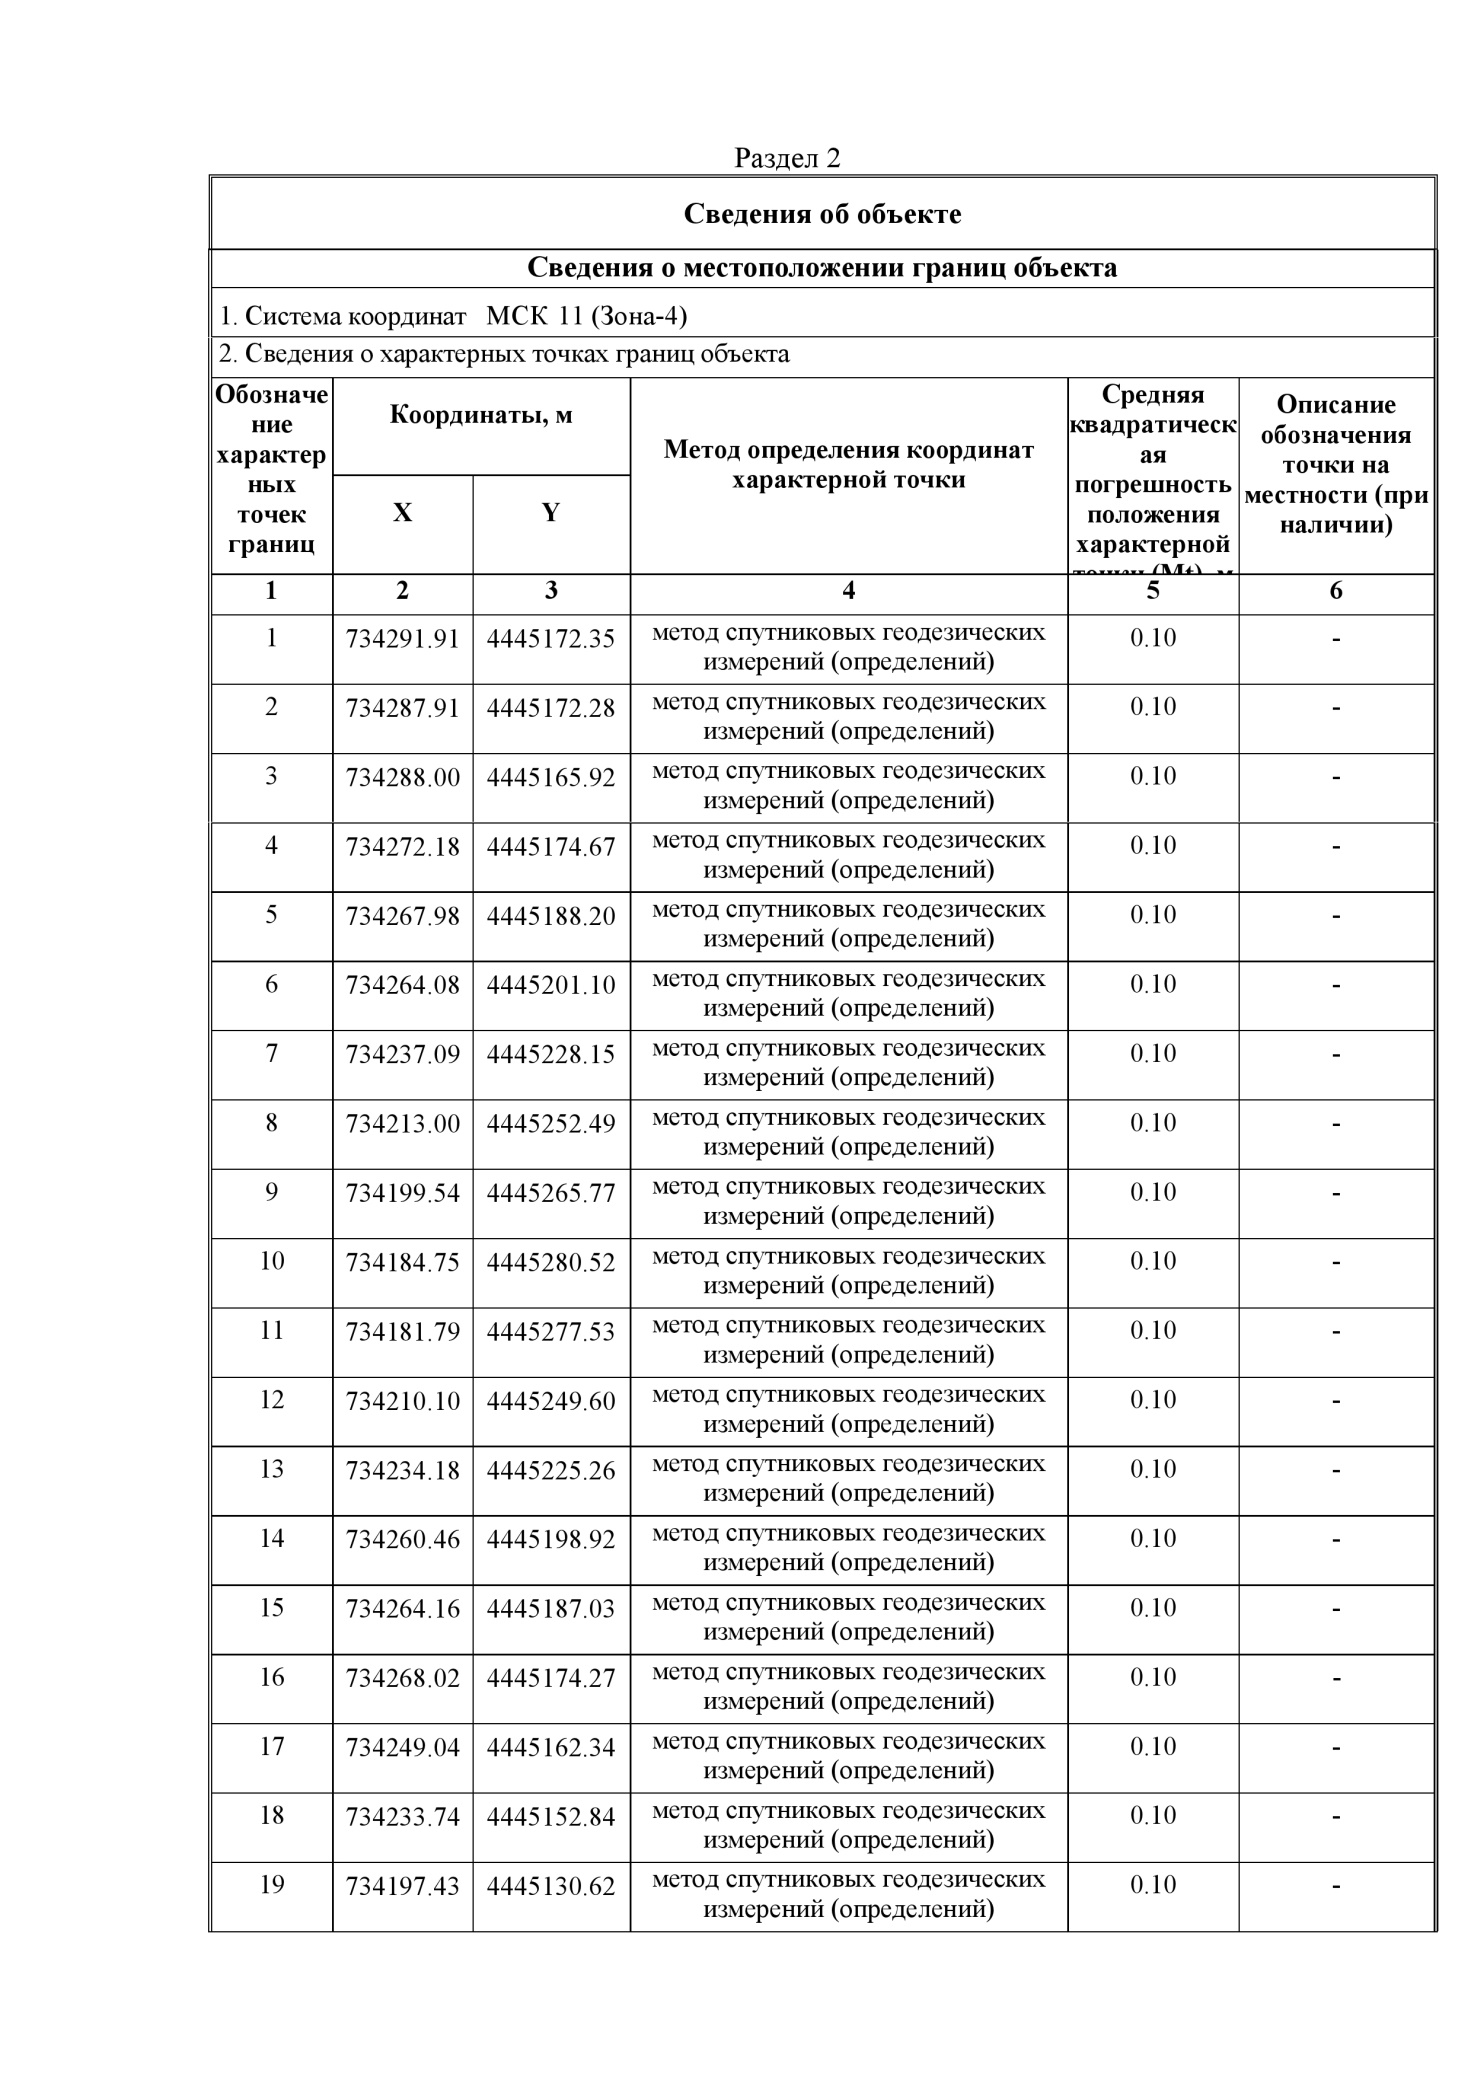 Раздел 2
Сведения об объекте
Сведения о местоположении границ объекта
1. Система координат МСК 11 (Зона-4)
2. Сведения о характерных точках границ объекта
Обозначе
ние
характер
ных
точек
границ
Координаты, м
X
Y
Метод определения координат
характерной точки
Средняя
квадратическ
ая
погрешность
положения
характерной
точки (Mt), м
Описание
обозначения
точки на
местности (при
наличии)
1 2 3 4 5 6
1 734291.91 4445172.35 метод спутниковых геодезических
измерений (определений) 0.10 -
2 734287.91 4445172.28 метод спутниковых геодезических
измерений (определений) 0.10 -
3 734288.00 4445165.92 метод спутниковых геодезических
измерений (определений) 0.10 -
4 734272.18 4445174.67 метод спутниковых геодезических
измерений (определений) 0.10 -
5 734267.98 4445188.20 метод спутниковых геодезических
измерений (определений) 0.10 -
6 734264.08 4445201.10 метод спутниковых геодезических
измерений (определений) 0.10 -
7 734237.09 4445228.15 метод спутниковых геодезических
измерений (определений) 0.10 -
8 734213.00 4445252.49 метод спутниковых геодезических
измерений (определений) 0.10 -
9 734199.54 4445265.77 метод спутниковых геодезических
измерений (определений) 0.10 -
10 734184.75 4445280.52 метод спутниковых геодезических
измерений (определений) 0.10 -
11 734181.79 4445277.53 метод спутниковых геодезических
измерений (определений) 0.10 -
12 734210.10 4445249.60 метод спутниковых геодезических
измерений (определений) 0.10 -
13 734234.18 4445225.26 метод спутниковых геодезических
измерений (определений) 0.10 -
14 734260.46 4445198.92 метод спутниковых геодезических
измерений (определений) 0.10 -
15 734264.16 4445187.03 метод спутниковых геодезических
измерений (определений) 0.10 -
16 734268.02 4445174.27 метод спутниковых геодезических
измерений (определений) 0.10 -
17 734249.04 4445162.34 метод спутниковых геодезических
измерений (определений) 0.10 -
18 734233.74 4445152.84 метод спутниковых геодезических
измерений (определений) 0.10 -
19 734197.43 4445130.62 метод спутниковых геодезических
измерений (определений) 0.10 -